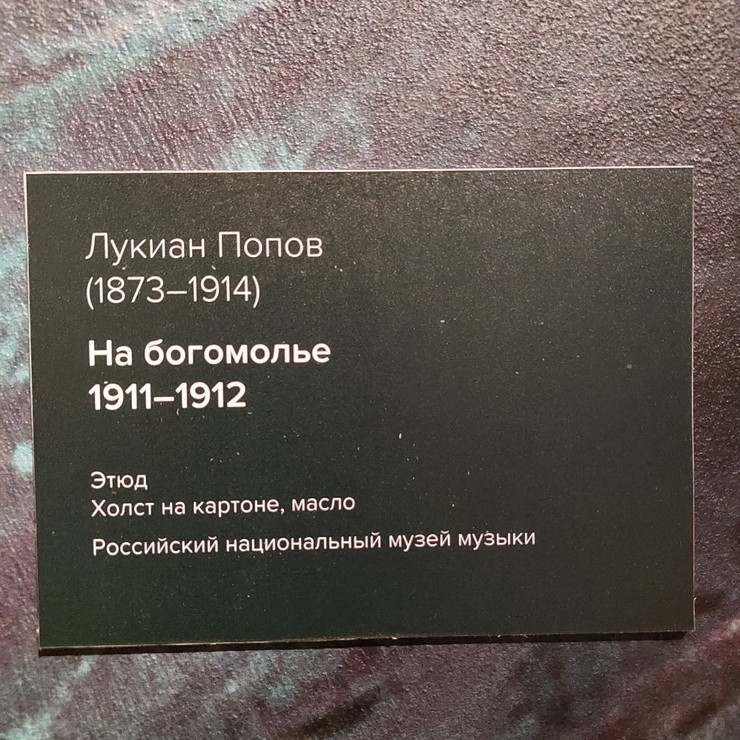 Лукиан Попов
(1873–1914)
На богомолье
1911–1912
Этюд
Холст на картоне, масло
Российский национальный музей музыки